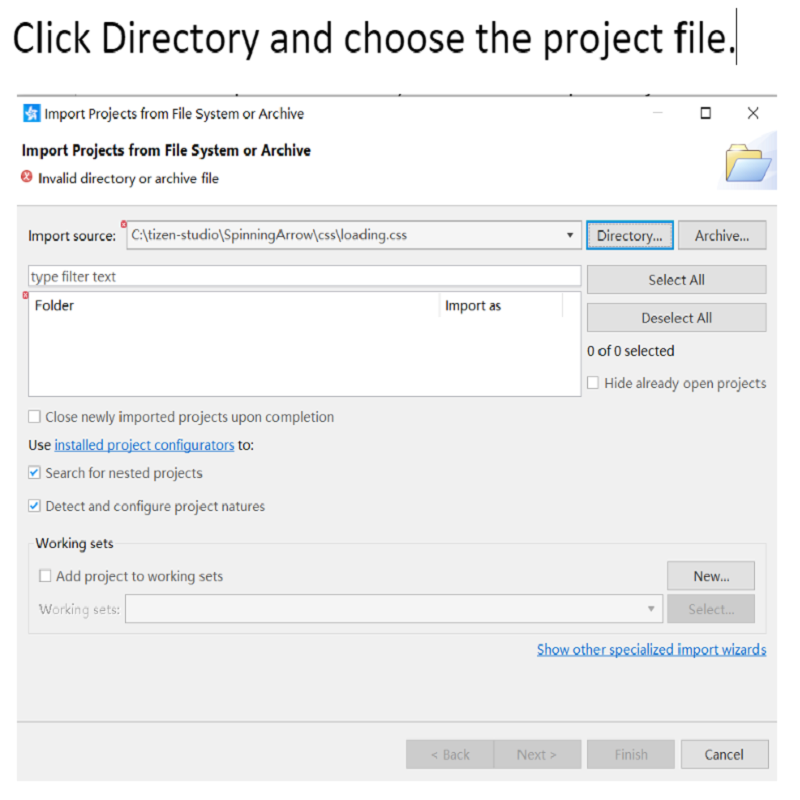 Click Directory and choose the project file.
Import Projects from File System or Archive
Import Projects from File System or Archive
Invalid directory or archive file
Import source: C:\tizen-studio\SpinningArrow\css\loading.css Directory... Archive...
type filter text Select All
Folder Import as
Deselect All
0 of 0 selected
Hide already open projects
Close newly imported projects upon completion
Use installed project configurators to:
Search for nested projects
Detect and configure project natures
Working sets
Add project to working sets New...
Working sets: Select...
Show other specialized import wizards
< Back Next > Finish Cancel